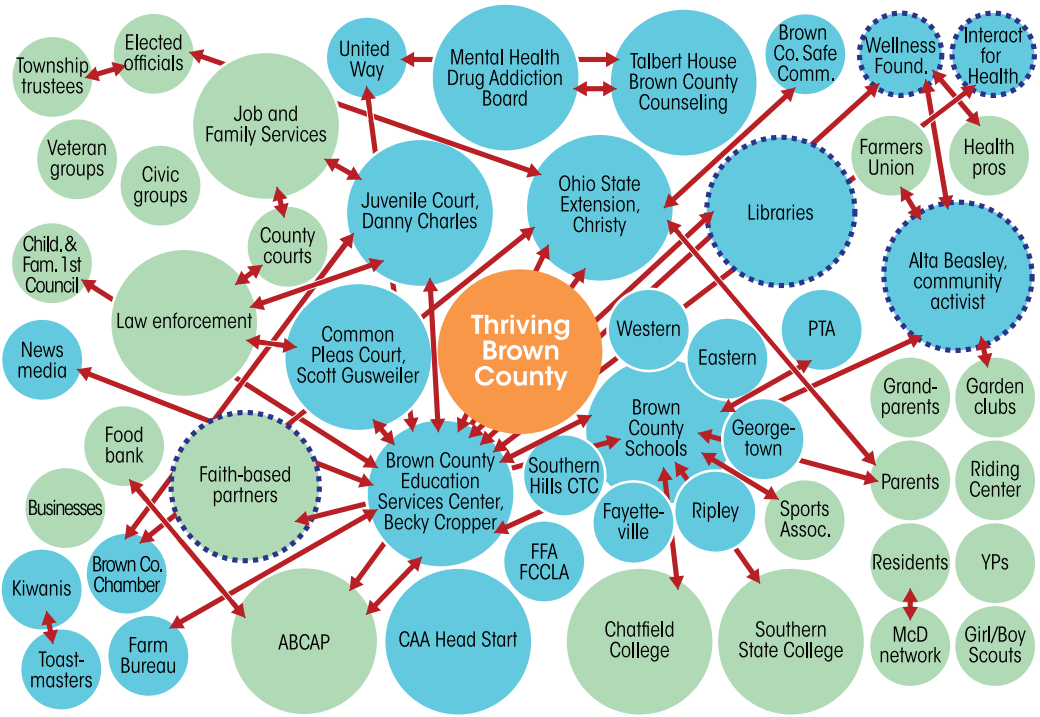 Township
trustees
Elected
officials
United
Way
Mental Health
Drug Addiction
Board
Talbert House
Brown County
Counseling
Brown
Co. Safe
Comm.
Wellness
Found.
Interact
for
Health
Job and
Family Services
Veteran
groups
Civic
groups
Farmers
Union
Health
pros
Juvenile Court,
Danny Charles
Ohio State
Extension,
Christy
Libraries
Child. &
Fam. 1st
Council
County
courts
Alta Beasley,
community
activist
Law enforcement
News
media
Common
Pleas Court,
Scott Gusweiler
Thriving
Brown
County
Western
Eastern
PTA
Grand-
parents
Garden
clubs
Food
bank
Faith-based
partners
Brown County
Education
Services Center,
Becky Cropper
Brown
County
Schools
George-
town
Southern
Hills CTC
Parents
Riding
Center
Businesses
Fayette-
ville
Ripley
Sports
Assoc.
Brown Co.
Chamber
FFA
FCCLA
Residents
YPs
Kiwanis
Toast-
masters
Farm
Bureau
ABCAP
CAA Head Start
Chatfield
College
Southern
State College
McD
network
Girl/Boy
Scouts